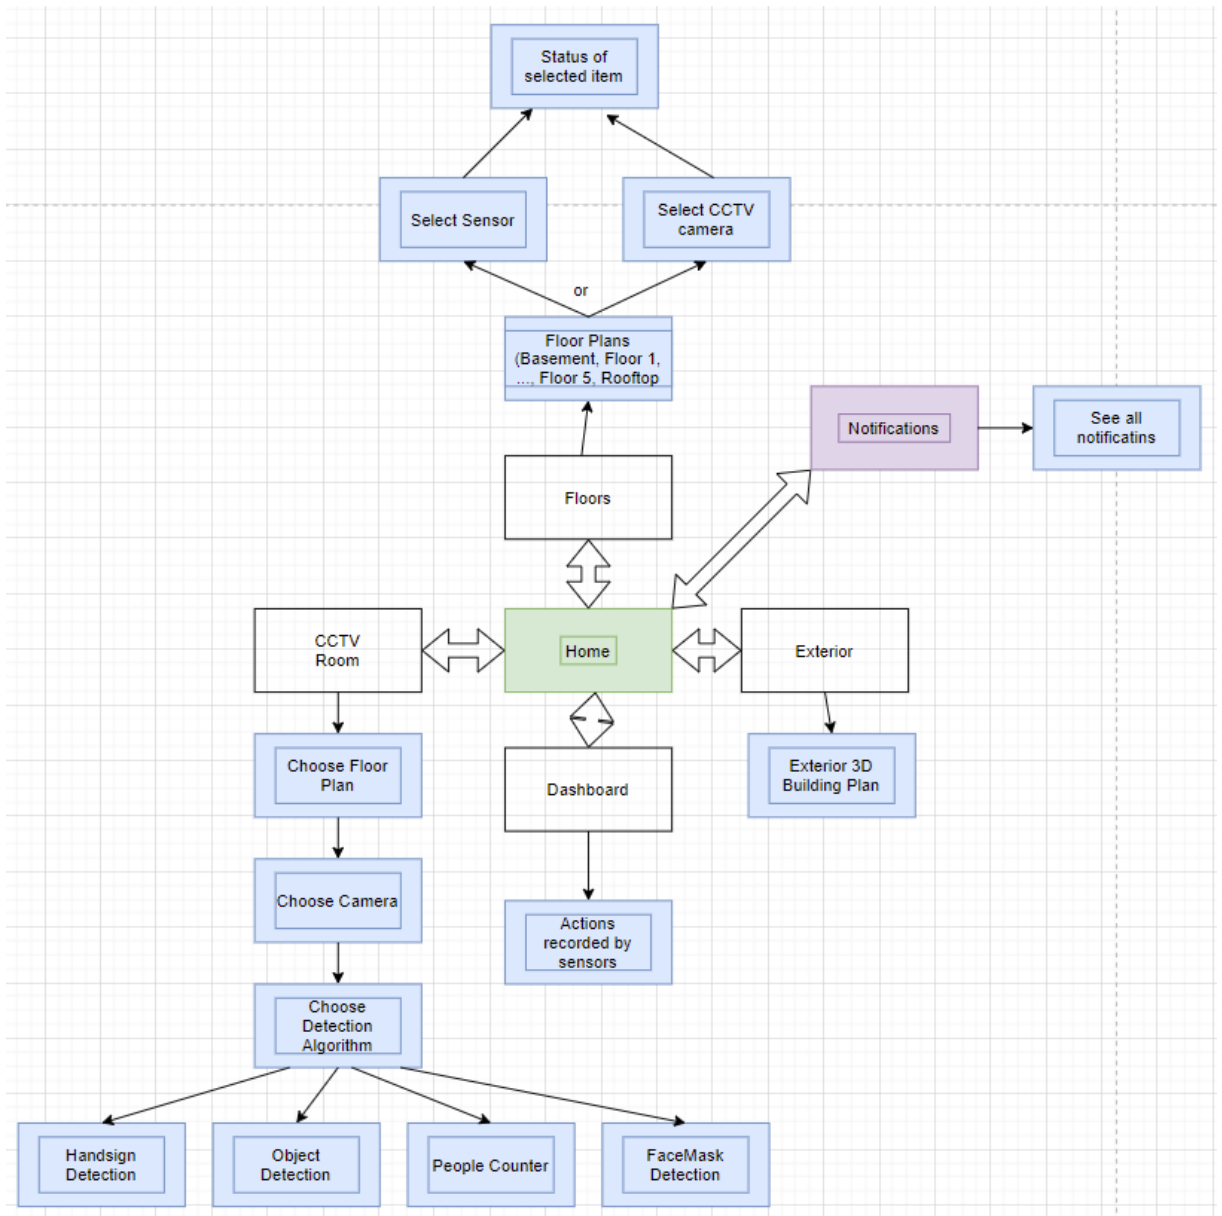 Status of
selected item
Select Sensor
Select CCTV
camera
or
Floor Plans
(Basement, Floor 1,
..., Floor 5, Rooftop
Notifications
See all
notificatins
Floors
CCTV
Room
Home
Exterior
Choose Floor
Plan
Dashboard
Exterior 3D
Building Plan
Choose Camera
Actions
recorded by
sensors
Choose
Detection
Algorithm
Handsign
Detection
Object
Detection
People Counter
FaceMask
Detection